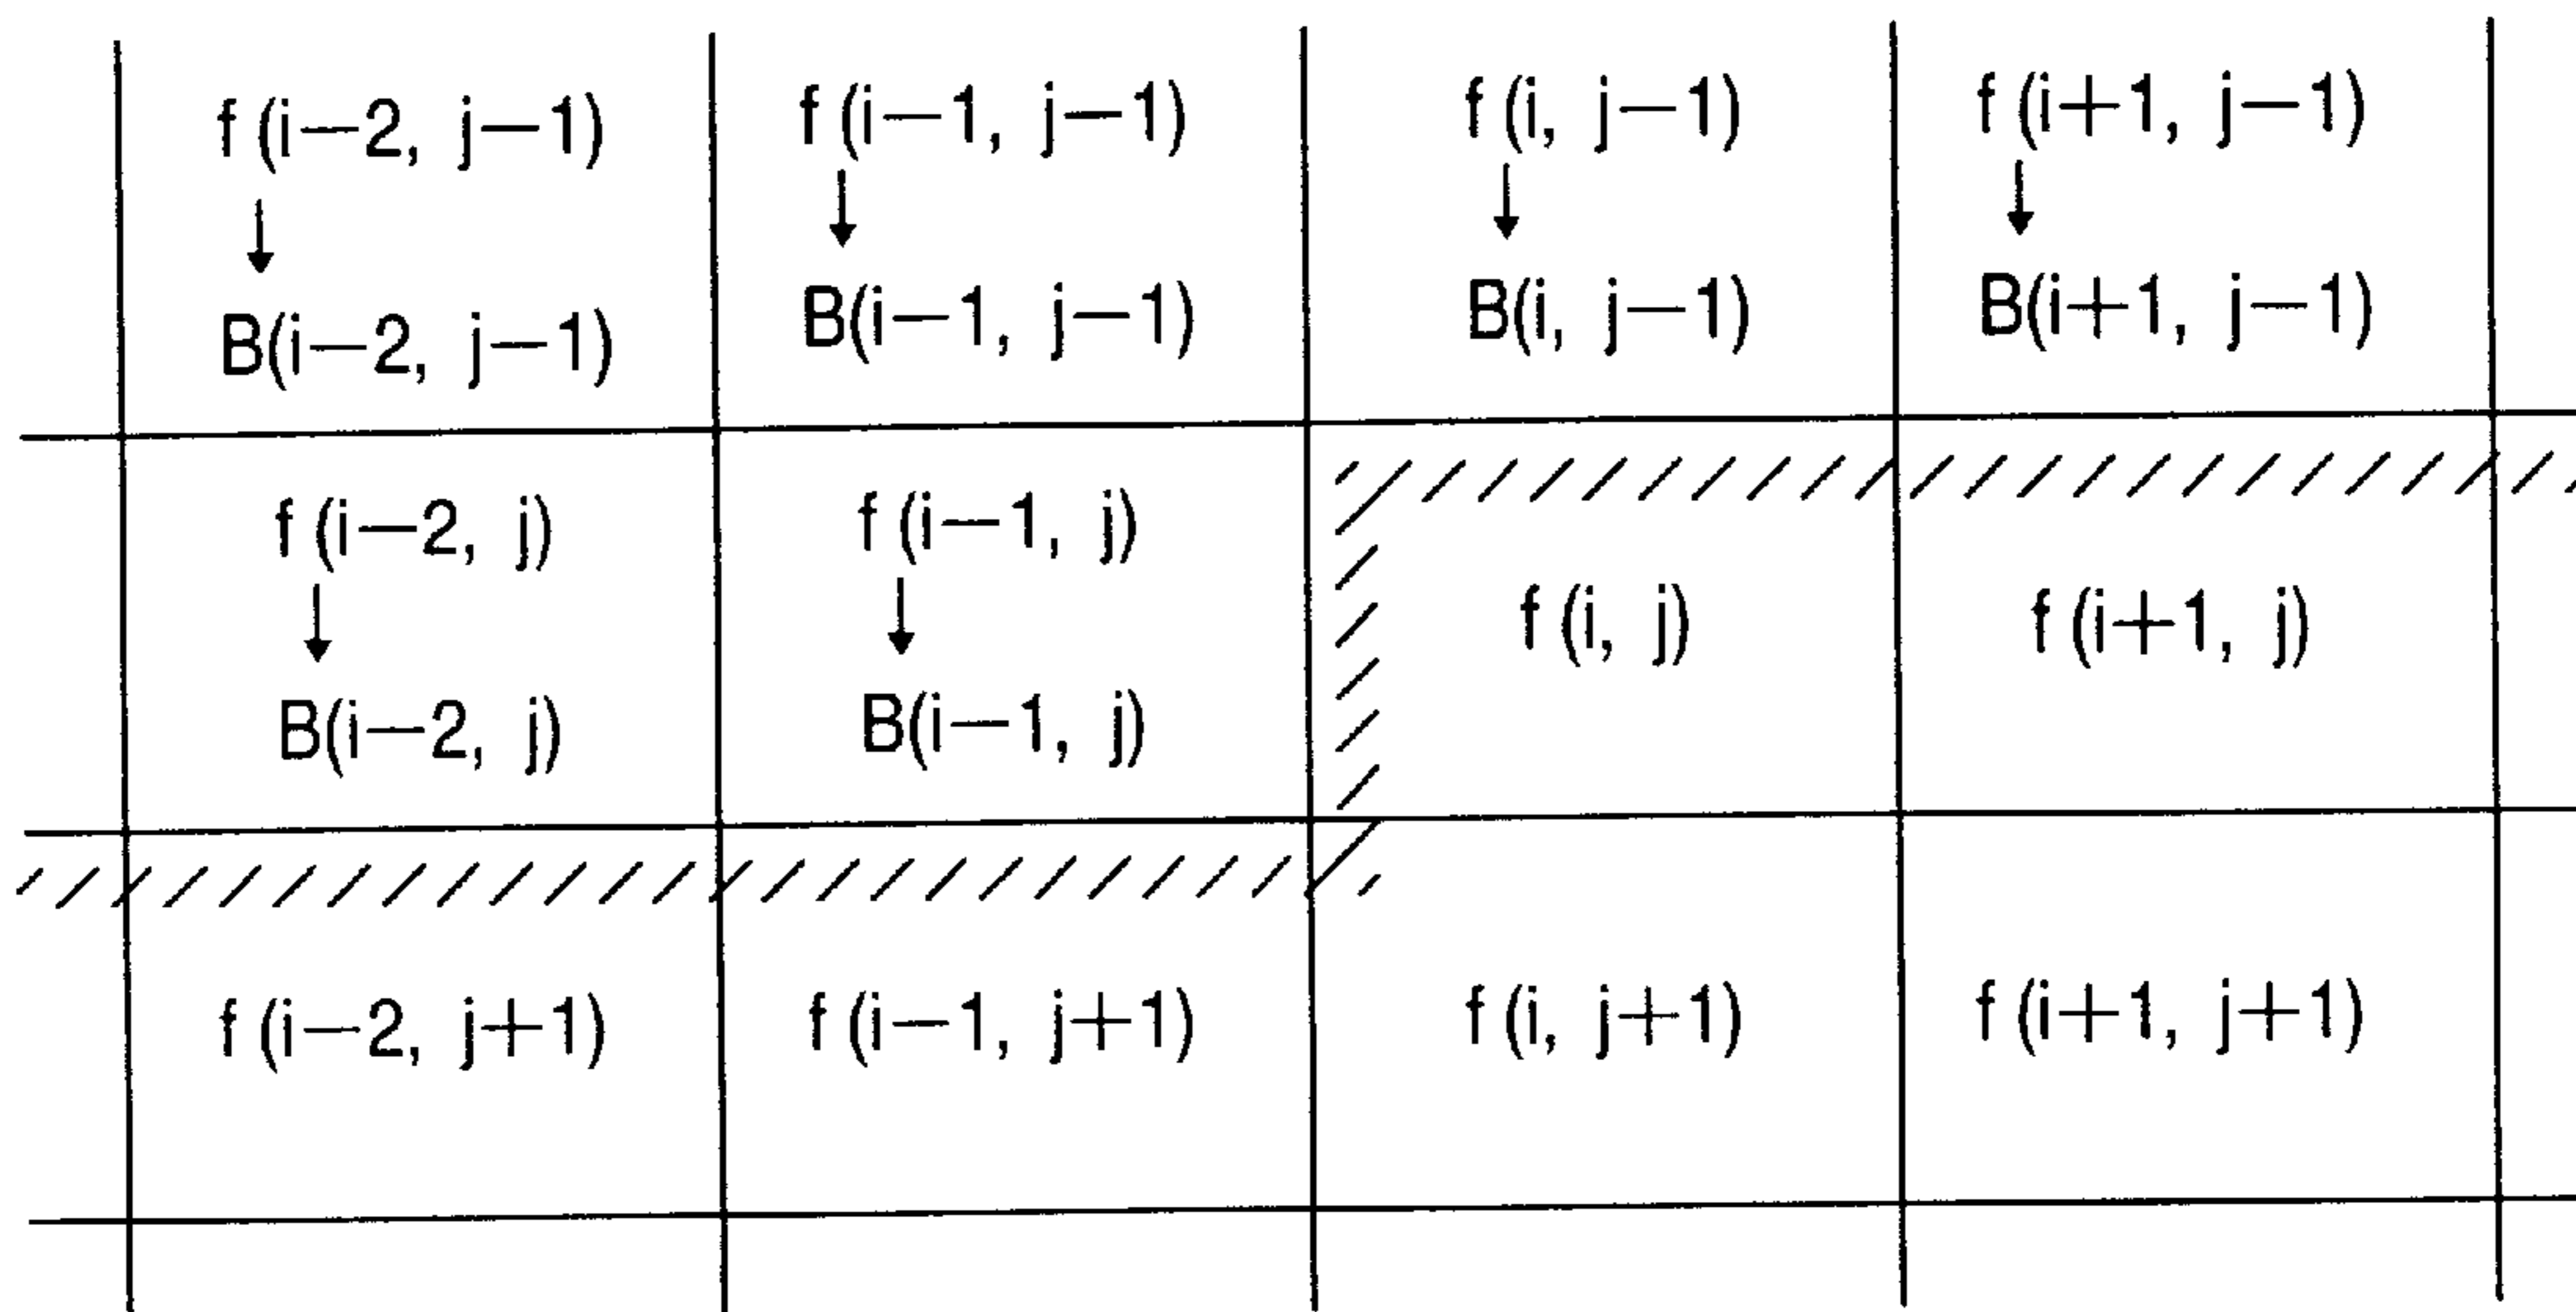 f (i−2, j−1) f (i−1, j−1) f (i, j−1) f (i+1, j−1)
↓ ↓ ↓ ↓
B(i−2, j−1) B(i−1, j−1) B(i, j−1) B(i+1, j−1)
f (i−2, j) f (i−1, j) f (i, j) f (i+1, j)
↓ ↓
B(i−2, j) B(i−1, j)
f (i−2, j+1) f (i−1, j+1) f (i, j+1) f (i+1, j+1)